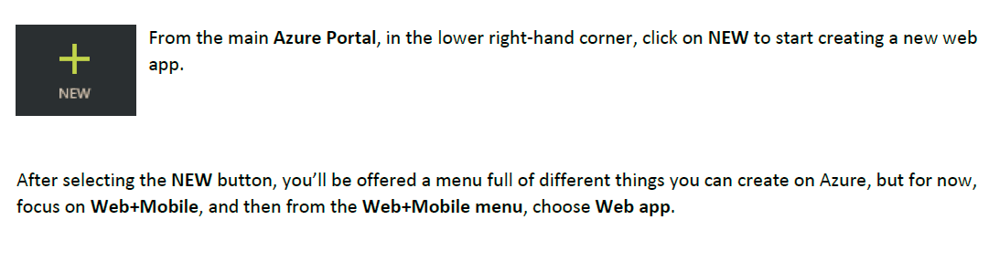 NEW
From the main Azure Portal, in the lower right-hand corner, click on NEW to start creating a new web
app.
After selecting the NEW button, you’ll be offered a menu full of different things you can create on Azure, but for now,
focus on Web+Mobile, and then from the Web+Mobile menu, choose Web app.